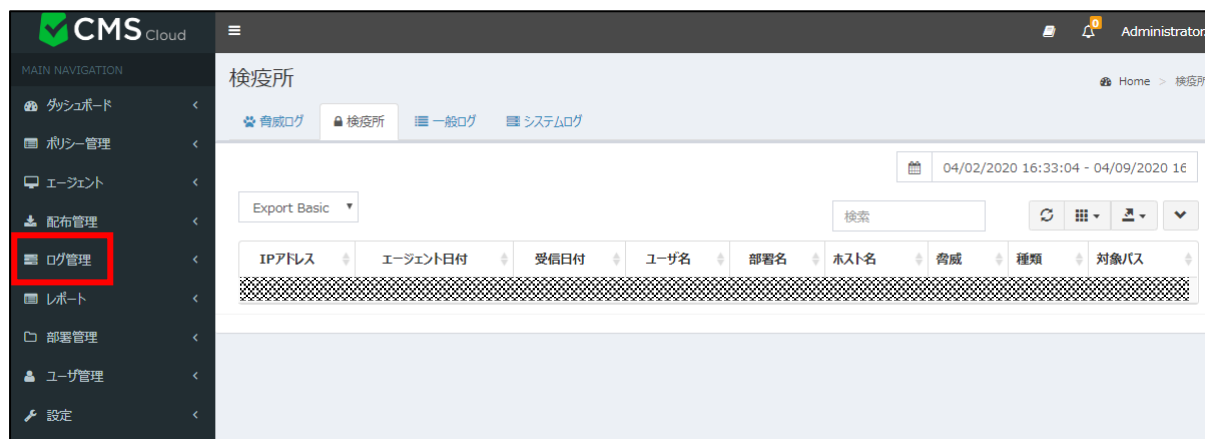 CMS Cloud
0
Administrator
MAIN NAVIGATION
ダッシュボード
ポリシー管理
エージェント
配布管理
ログ管理
レポート
部署管理
ユーザ管理
設定
検疫所
Home > 検疫所
脅威ログ
検疫所
一般ログ
システムログ
04/02/2020 16:33:04 - 04/09/2020 16
Export Basic
検索
IPアドレス エージェント日付 受信日付 ユーザ名 部署名 ホスト名 脅威 種類 対象パス